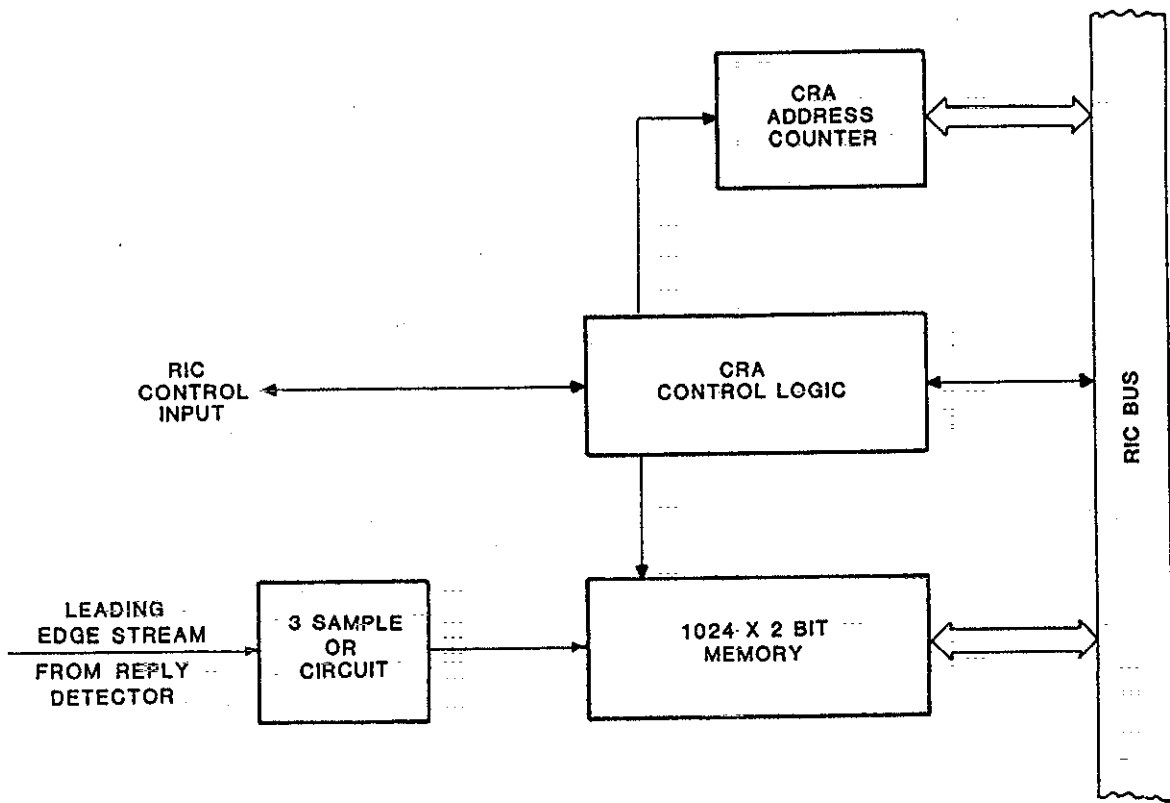 CRA
ADDRESS
COUNTER
RIC
CONTROL
INPUT
CRA
CONTROL LOGIC
RIC BUS
LEADING
EDGE STREAM
FROM REPLY
DETECTOR
3 SAMPLE
OR
CIRCUIT
1024 X 2 BIT
MEMORY